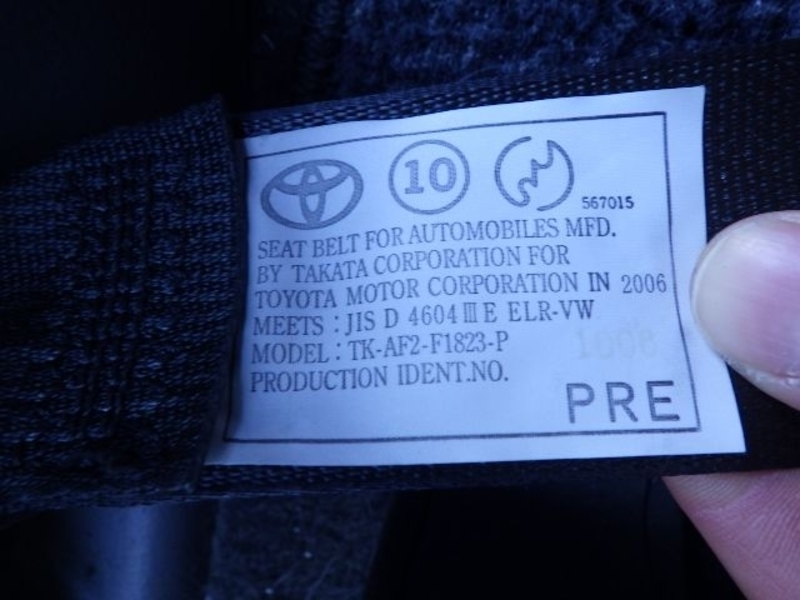 10
567015
SEAT BELT FOR AUTOMOBILES MFD.
BY TAKATA CORPORATION FOR
TOYOTA MOTOR CORPORATION IN 2006
MEETS : JIS D 4604 III E ELR-VW
MODEL : TK-AF2-F1823-P
PRODUCTION IDENT.NO.
PRE